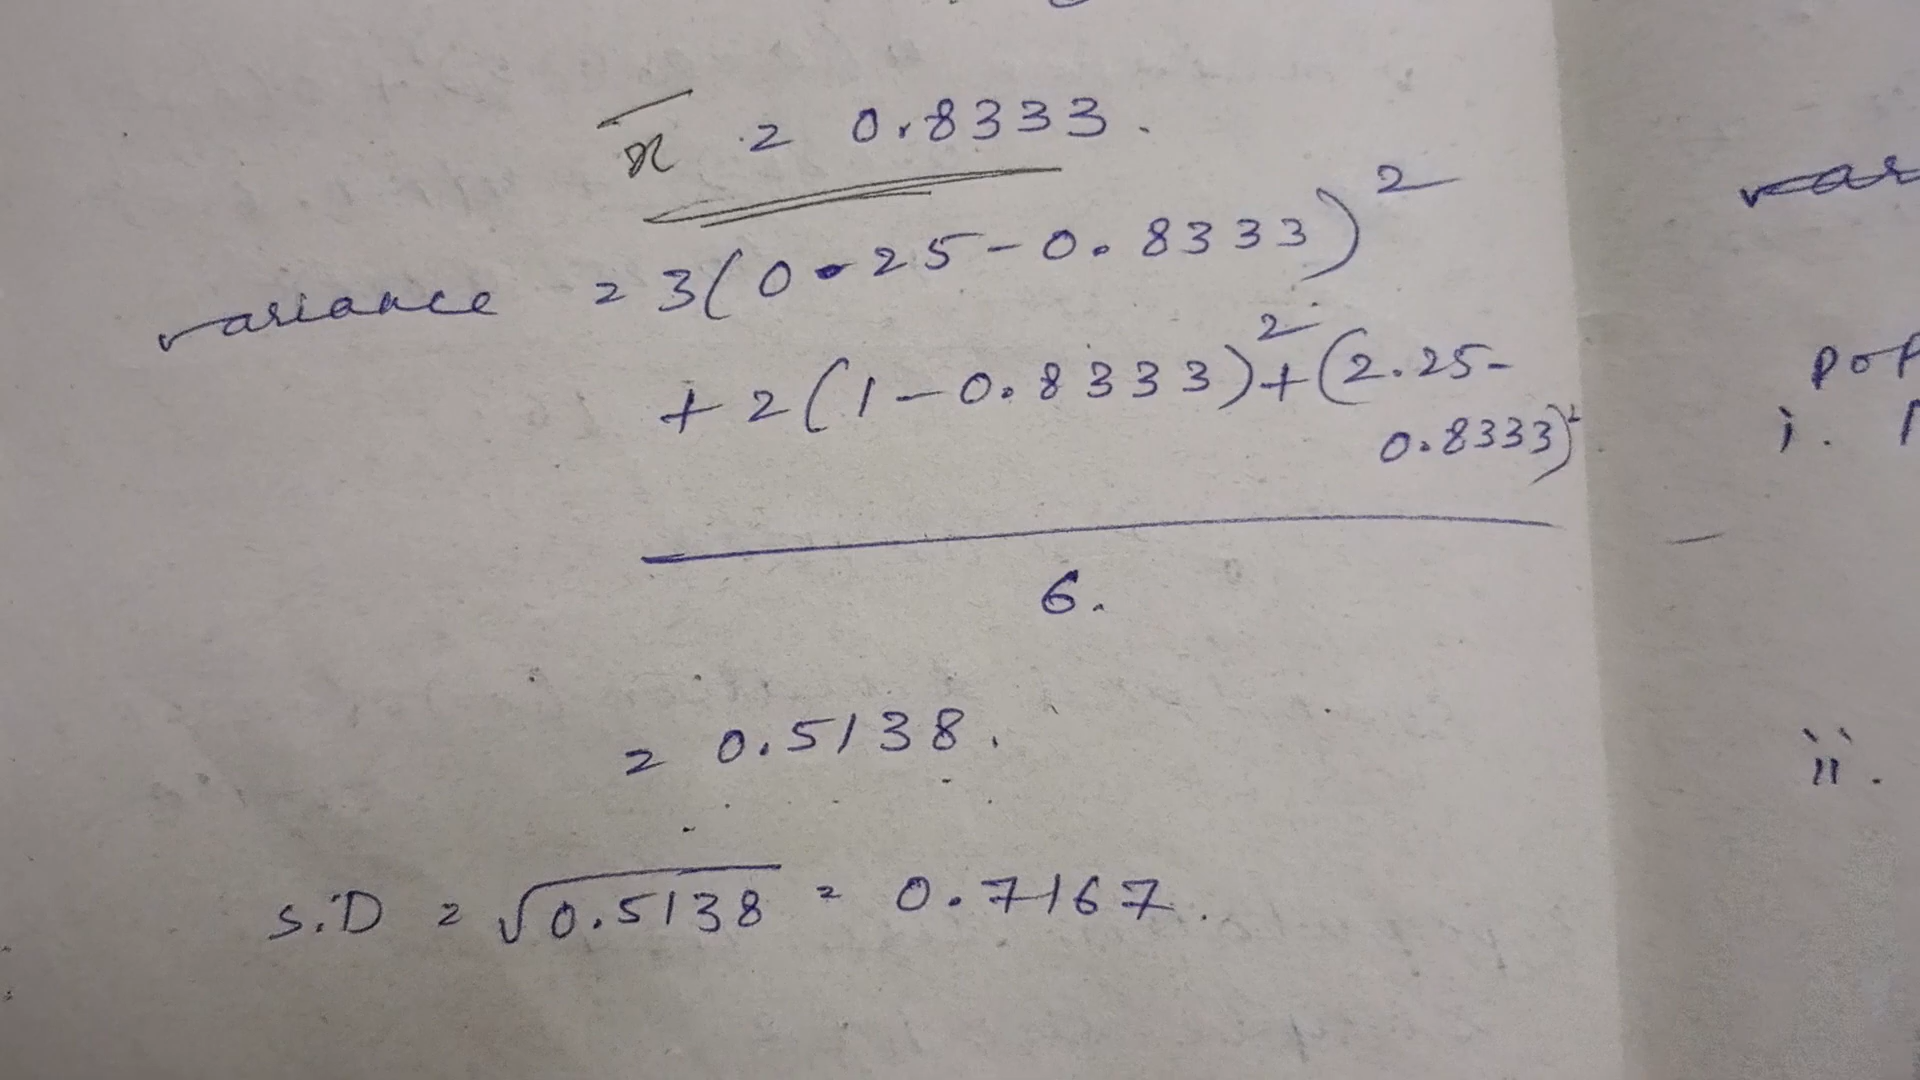 x̄ = 0.8333.
variance = 3(0.25-0.8333)²
+ 2(1-0.8333)²+(2.25-
0.8333)²
6.
= 0.5138.
S.D = √0.5138 = 0.7167.
var
pop
i.
ii.